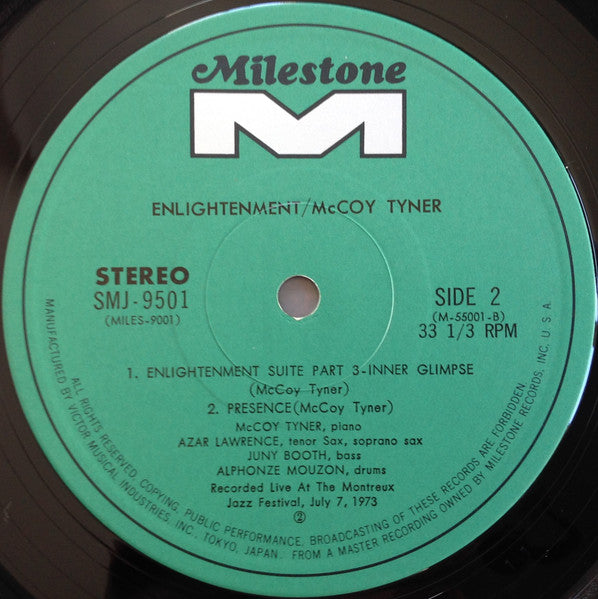 Milestone
M
ENLIGHTENMENT/McCOY TYNER
STEREO
SMJ-9501
(MILES-9001)
SIDE 2
(M-55001-B)
33 1/3 RPM
1. ENLIGHTENMENT SUITE PART 3-INNER GLIMPSE
(McCoy Tyner)
2. PRESENCE(McCoy Tyner)
McCOY TYNER, piano
AZAR LAWRENCE, tenor Sax, soprano sax
JUNY BOOTH, bass
ALPHONZE MOUZON, drums
Recorded Live At The Montreux
Jazz Festival, July 7, 1973
②
ALL RIGHTS RESERVED. COPYING, PUBLIC PERFORMANCE, BROADCASTING OF THESE RECORDS ARE FORBIDDEN.
MANUFACTURED BY VICTOR MUSICAL INDUSTRIES, INC. TOKYO, JAPAN. FROM A MASTER RECORDING OWNED BY MILESTONE RECORDS, INC. U.S.A.